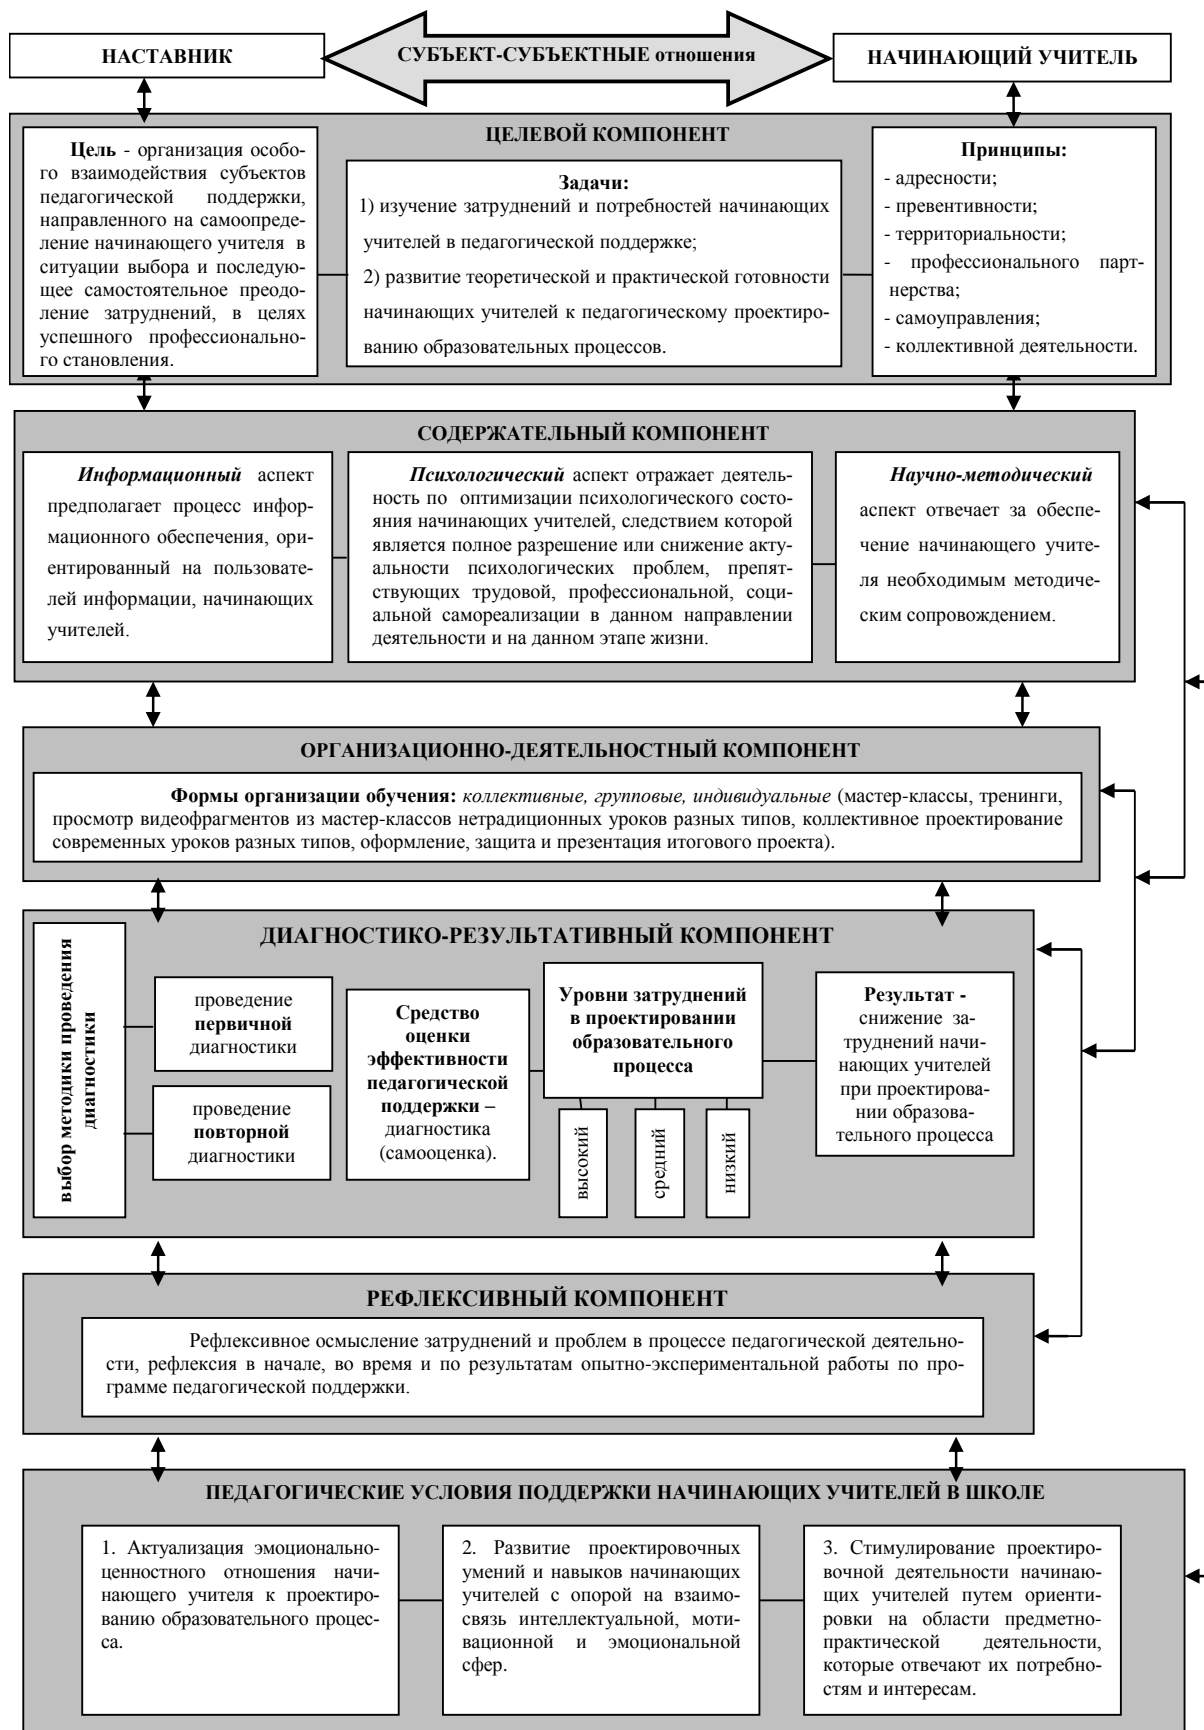 НАСТАВНИК
СУБЪЕКТ-СУБЪЕКТНЫЕ отношения
НАЧИНАЮЩИЙ УЧИТЕЛЬ
ЦЕЛЕВОЙ КОМПОНЕНТ
Цель - организация особо-
го взаимодействия субъектов
педагогической поддержки,
направленного на самоопреде-
ление начинающего учителя в
ситуации выбора и последую-
щее самостоятельное преодо-
ление затруднений, в целях
успешного профессионально-
го становления.
Задачи:
1) изучение затруднений и потребностей начинающих
учителей в педагогической поддержке;
2) развитие теоретической и практической готовности
начинающих учителей к педагогическому проектиро-
ванию образовательных процессов.
Принципы:
- адресности;
- превентивности;
- территориальности;
- профессионального парт-
нерства;
- самоуправления;
- коллективной деятельности.
СОДЕРЖАТЕЛЬНЫЙ КОМПОНЕНТ
Информационный аспект
предполагает процесс инфор-
мационного обеспечения, ори-
ентированный на пользовате-
лей информации, начинающих
учителей.
Психологический аспект отражает деятель-
ность по оптимизации психологического состо-
яния начинающих учителей, следствием которой
является полное разрешение или снижение акту-
альности психологических проблем, препят-
ствующих трудовой, профессиональной, соци-
альной самореализации в данном направлении
деятельности и на данном этапе жизни.
Научно-методический
аспект отвечает за обеспе-
чение начинающего учите-
ля необходимым методиче-
ским сопровождением.
ОРГАНИЗАЦИОННО-ДЕЯТЕЛЬНОСТНЫЙ КОМПОНЕНТ
Формы организации обучения: коллективные, групповые, индивидуальные (мастер-классы, тренинги,
просмотр видеофрагментов из мастер-классов нетрадиционных уроков разных типов, коллективное проектирование
современных уроков разных типов, оформление, защита и презентация итогового проекта).
ДИАГНОСТИКО-РЕЗУЛЬТАТИВНЫЙ КОМПОНЕНТ
выбор методики проведения
диагностики
проведение
первичной
диагностики
проведение
повторной
диагностики
Средство
оценки
эффективности
педагогической
поддержки –
диагностика
(самооценка).
Уровни затруднений
в проектировании
образовательного
процесса
высокий
средний
низкий
Результат -
снижение за-
труднений начи-
нающих учителей
при проектирова-
нии образова-
тельного процесса
РЕФЛЕКСИВНЫЙ КОМПОНЕНТ
Рефлексивное осмысление затруднений и проблем в процессе педагогической деятельно-
сти, рефлексия в начале, во время и по результатам опытно-экспериментальной работы по про-
грамме педагогической поддержки.
ПЕДАГОГИЧЕСКИЕ УСЛОВИЯ ПОДДЕРЖКИ НАЧИНАЮЩИХ УЧИТЕЛЕЙ В ШКОЛЕ
1. Актуализация эмоционально-
ценностного отношения начи-
нающего учителя к проектиро-
ванию образовательного процес-
са.
2. Развитие проектировочных
умений и навыков начинающих
учителей с опорой на взаимо-
связь интеллектуальной, моти-
вационной и эмоциональной
сфер.
3. Стимулирование проектиро-
вочной деятельности начинаю-
щих учителей путем ориенти-
ровки на области предметно-
практической деятельности,
которые отвечают их потребно-
стям и интересам.